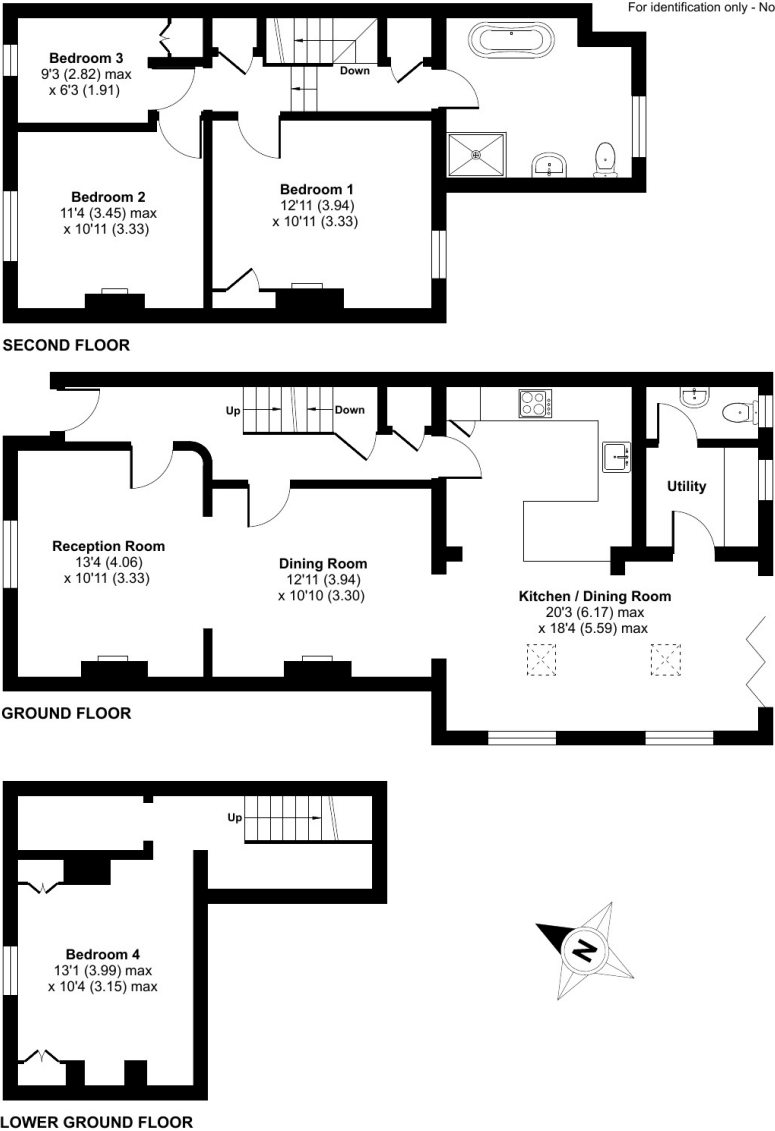 For identification only - No
Bedroom 3
9'3 (2.82) max
x 6'3 (1.91)
Down
Bedroom 2
11'4 (3.45) max
x 10'11 (3.33)
Bedroom 1
12'11 (3.94)
x 10'11 (3.33)
SECOND FLOOR
Up
Down
Utility
Reception Room
13'4 (4.06)
x 10'11 (3.33)
Dining Room
12'11 (3.94)
x 10'10 (3.30)
Kitchen / Dining Room
20'3 (6.17) max
x 18'4 (5.59) max
GROUND FLOOR
Up
Bedroom 4
13'1 (3.99) max
x 10'4 (3.15) max
N
LOWER GROUND FLOOR